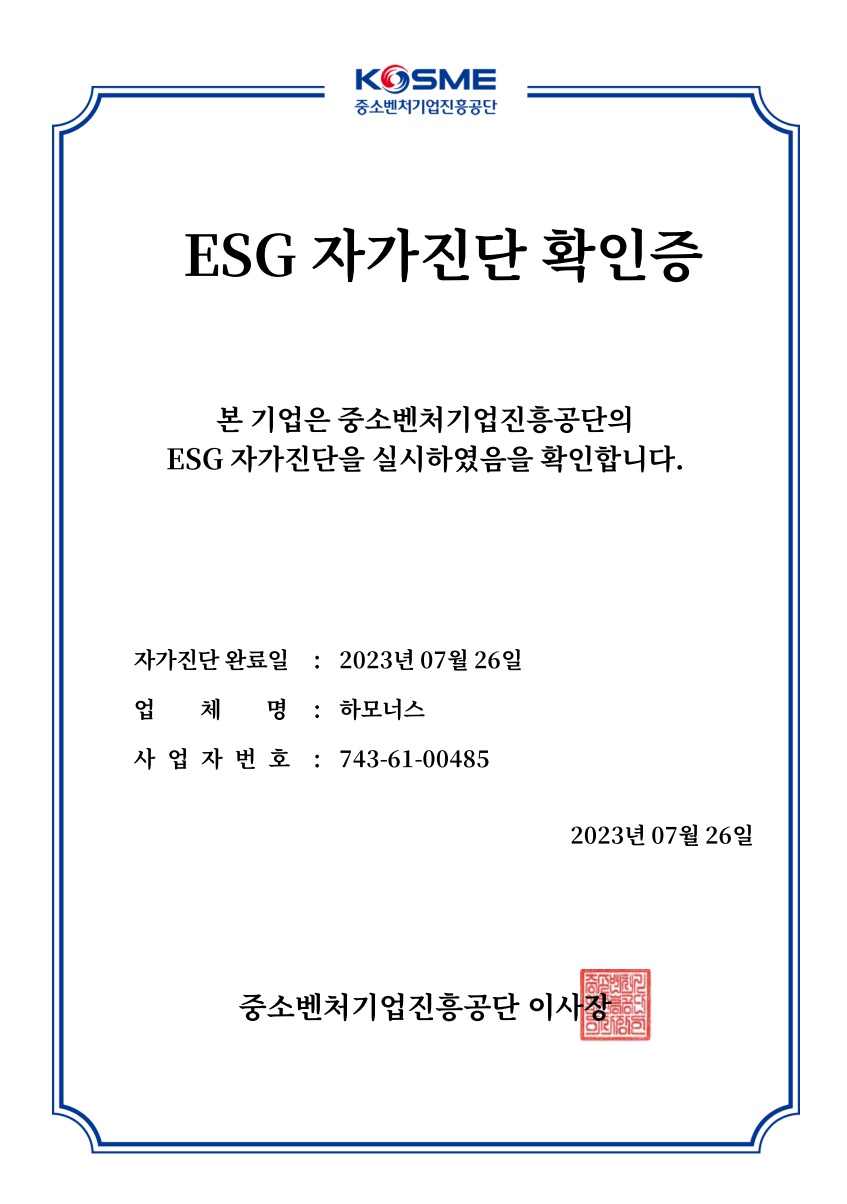 KOSME
중소벤처기업진흥공단
ESG 자가진단 확인증
본 기업은 중소벤처기업진흥공단의
ESG 자가진단을 실시하였음을 확인합니다.
자가진단 완료일 : 2023년 07월 26일
업 체 명 : 하모너스
사 업 자 번 호 : 743-61-00485
2023년 07월 26일
중소벤처기업진흥공단 이사장